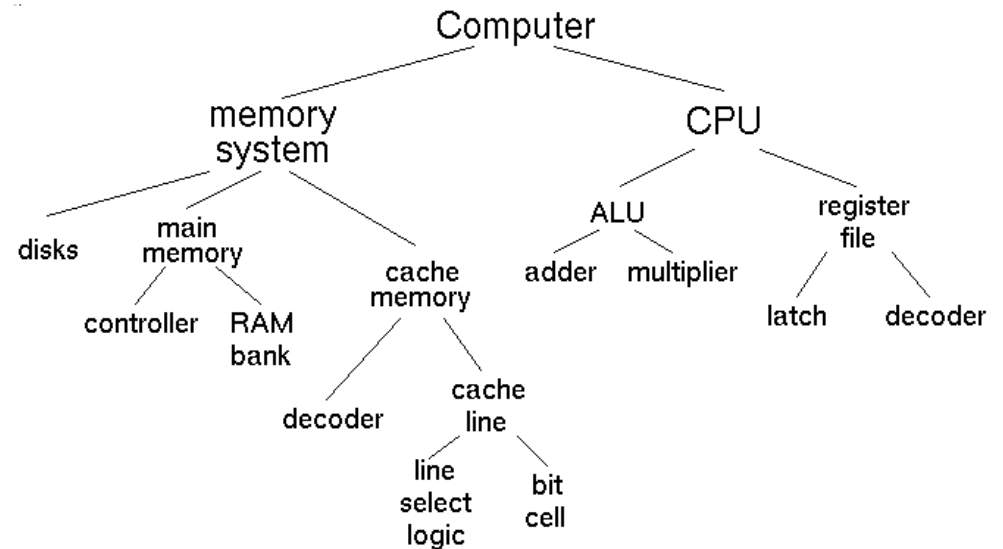 Computer
memory
system
CPU
disks
main
memory
cache
memory
ALU
register
file
adder
multiplier
controller
RAM
bank
latch
decoder
decoder
cache
line
line
select
logic
bit
cell